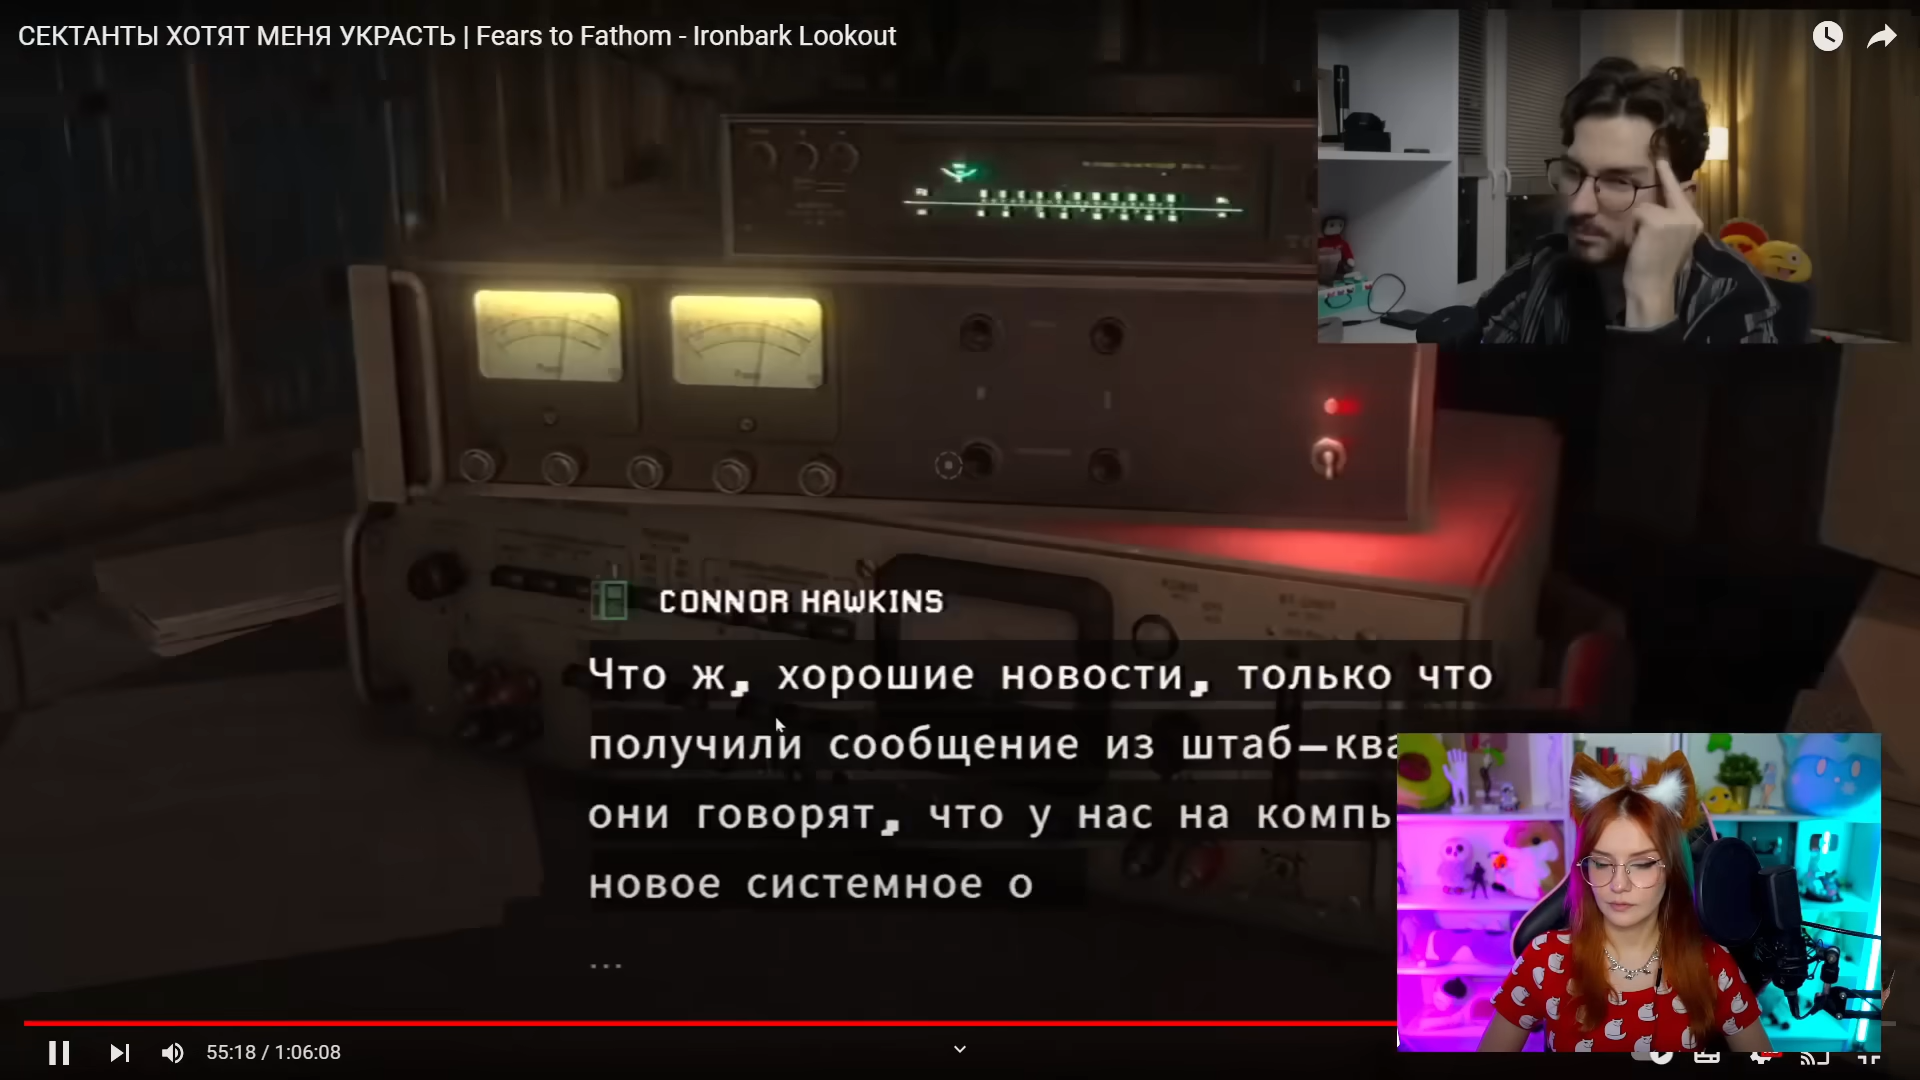 СЕКТАНТЫ ХОТЯТ МЕНЯ УКРАСТЬ | Fears to Fathom - Ironbark Lookout
CONNOR HAWKINS
Что ж, хорошие новости, только что
получили сообщение из штаб-ква
они говорят, что у нас на компь
новое системное о
...
55:18 / 1:06:08